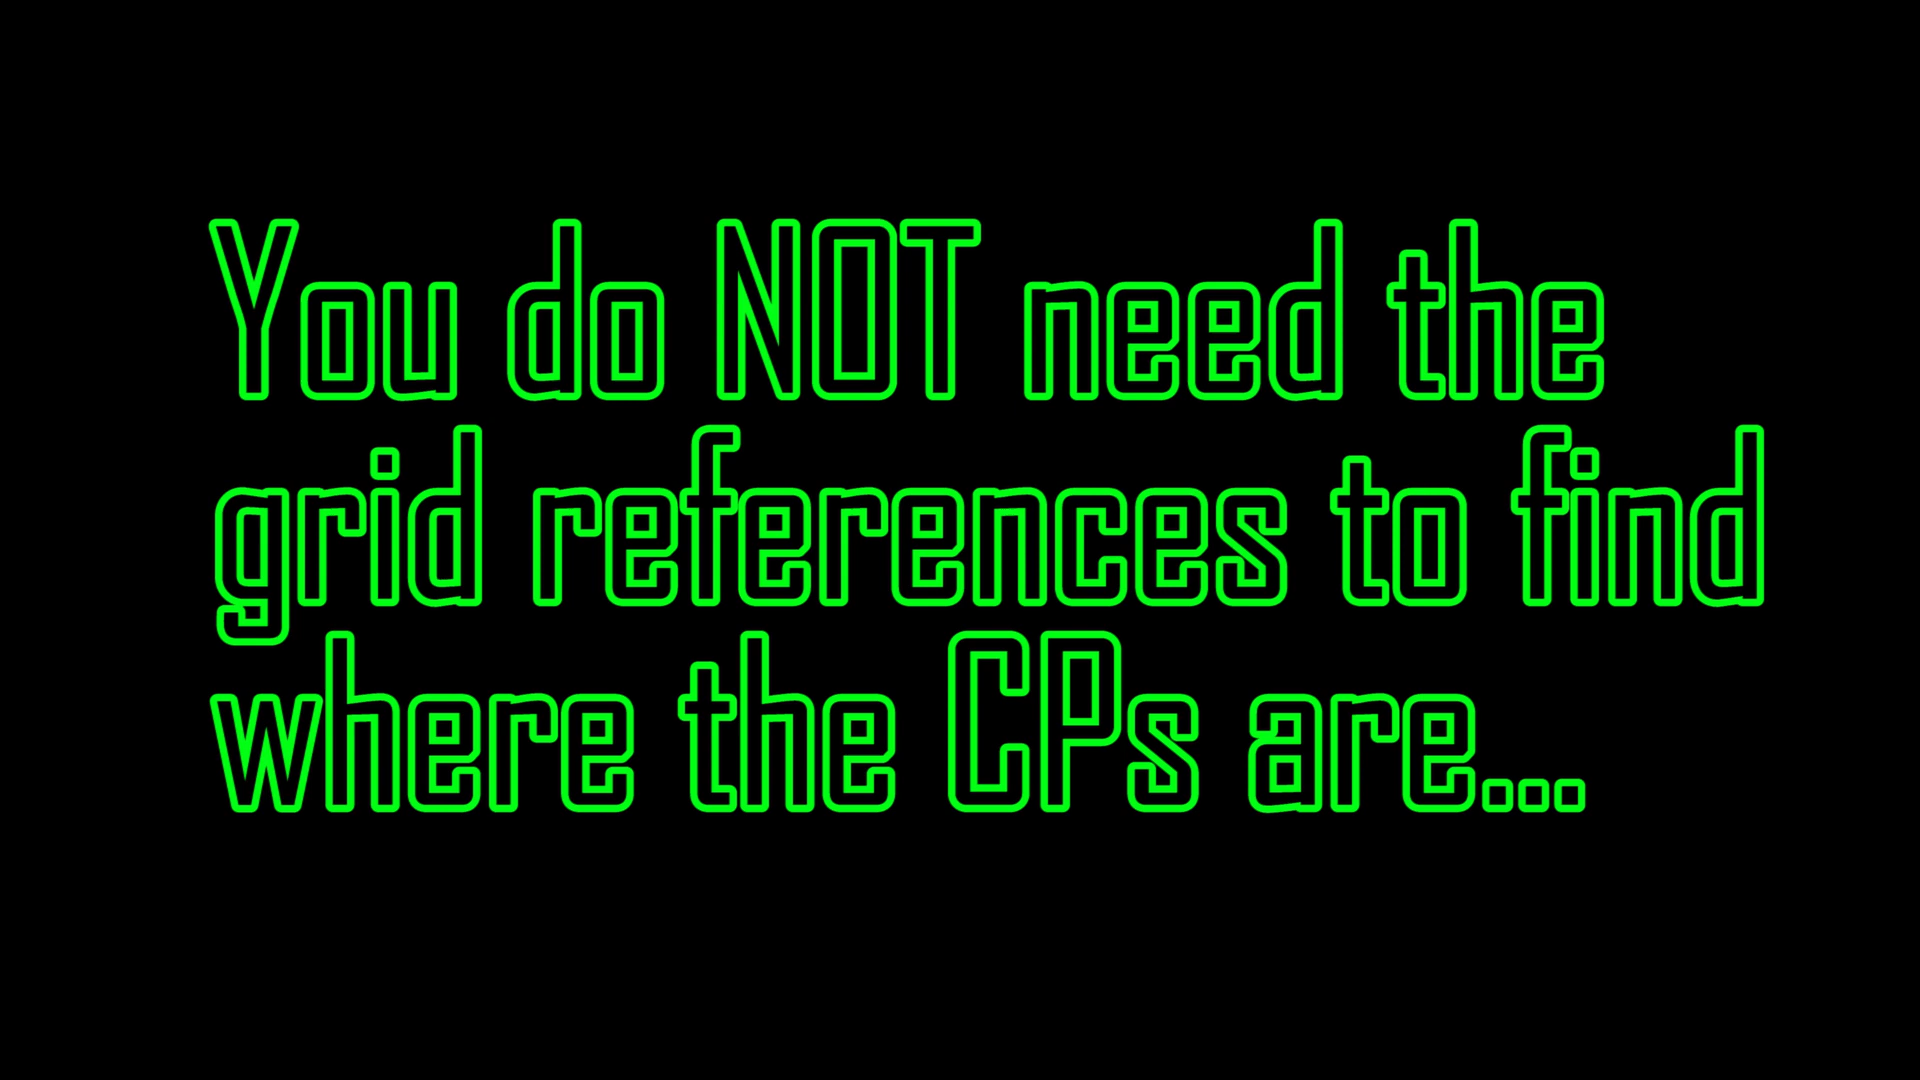 You do NOT need the
grid references to find
where the CPs are...